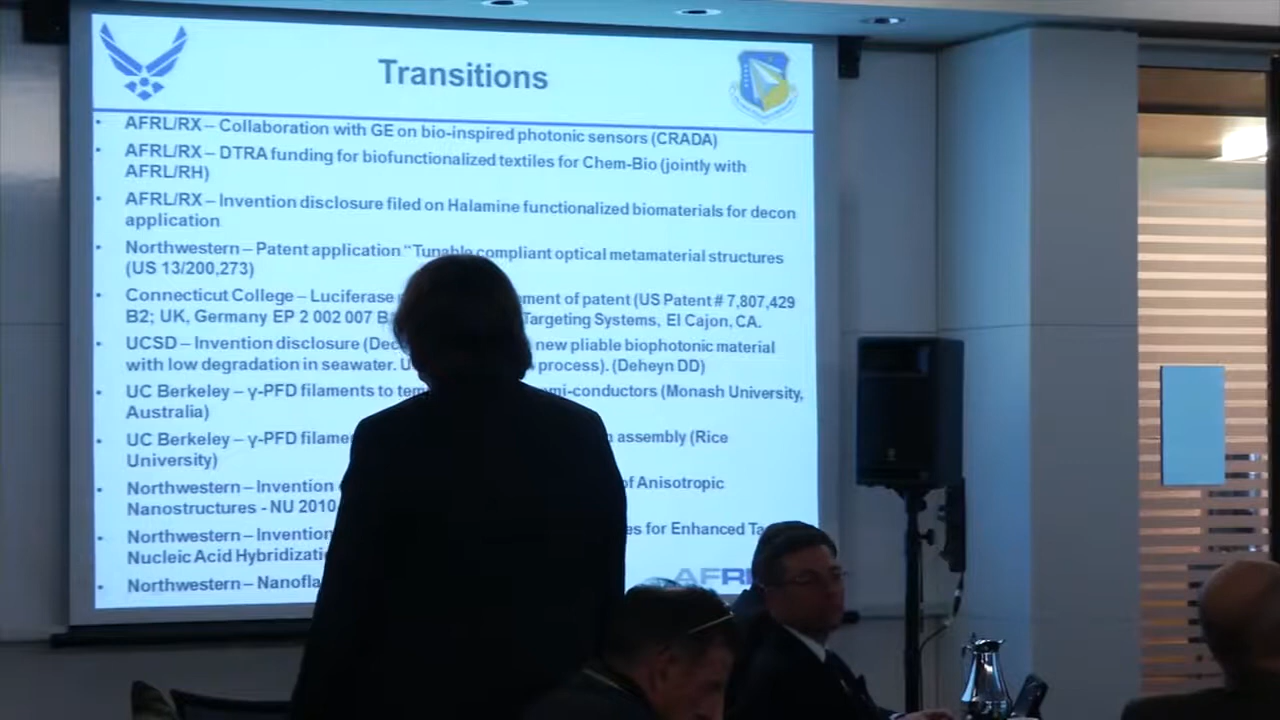 Transitions
• AFRL/RX – Collaboration with GE on bio-inspired photonic sensors (CRADA)
• AFRL/RX – DTRA funding for biofunctionalized textiles for Chem-Bio (jointly with
AFRL/RH)
• AFRL/RX – Invention disclosure filed on Halamine functionalized biomaterials for decon
application
• Northwestern – Patent application “Tunable compliant optical metamaterial structures
(US 13/200,273)
• Connecticut College – Luciferase ment of patent (US Patent # 7,807,429
B2; UK, Germany EP 2 002 007 B Targeting Systems, El Cajon, CA.
• UCSD – Invention disclosure (Dec new pliable biophotonic material
with low degradation in seawater. U process). (Deheyn DD)
• UC Berkeley – γ-PFD filaments to tem mi-conductors (Monash University,
Australia)
• UC Berkeley – γ-PFD filame assembly (Rice
University)
• Northwestern – Invention of Anisotropic
Nanostructures - NU 2010
• Northwestern – Invention es for Enhanced Ta
Nucleic Acid Hybridizati
• Northwestern – Nanofla
AFR